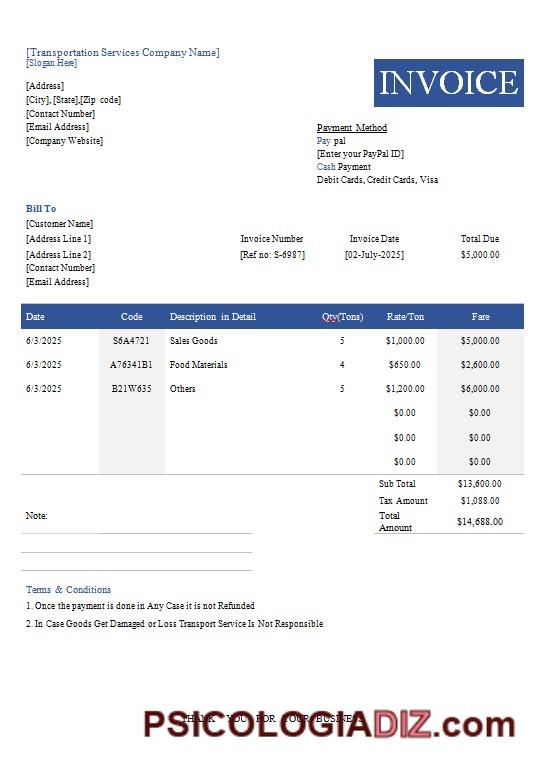 [Transportation Services Company Name]
[Slogan Here]
INVOICE
[Address]
[City], [State],[Zip code]
[Contact Number]
[Email Address]
[Company Website]
Payment Method
Pay pal
[Enter your PayPal ID]
Cash Payment
Debit Cards, Credit Cards, Visa
Bill To
[Customer Name]
[Address Line 1] Invoice Number Invoice Date Total Due
[Address Line 2] [Ref no: S-6987] [02-July-2025] $5,000.00
[Contact Number]
[Email Address]
Date Code Description in Detail Qty(Tons) Rate/Ton Fare
6/3/2025 S6A4721 Sales Goods 5 $1,000.00 $5,000.00
6/3/2025 A76341B1 Food Materials 4 $650.00 $2,600.00
6/3/2025 B21W635 Others 5 $1,200.00 $6,000.00
$0.00 $0.00
$0.00 $0.00
$0.00 $0.00
Sub Total $13,600.00
Tax Amount $1,088.00
Note:
Total Amount $14,688.00
Terms & Conditions
1. Once the payment is done in Any Case it is not Refunded
2. In Case Goods Get Damaged or Loss Transport Service Is Not Responsible
THANK YOU FOR YOUR BUSINESS
PSICOLOGIADIZ.com